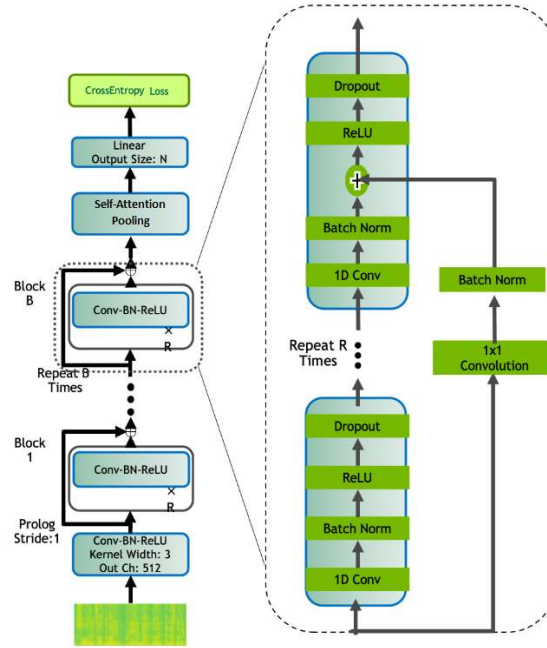 CrossEntropy Loss
Linear
Output Size: N
Self-Attention
Pooling
Block
B
Conv-BN-ReLU
×
R
Repeat B
Times
Block
1
Conv-BN-ReLU
×
R
Prolog
Stride:1
Conv-BN-ReLU
Kernel Width: 3
Out Ch: 512
Dropout
ReLU
+
Batch Norm
1D Conv
Repeat R
Times
Dropout
ReLU
Batch Norm
1D Conv
Batch Norm
1x1
Convolution